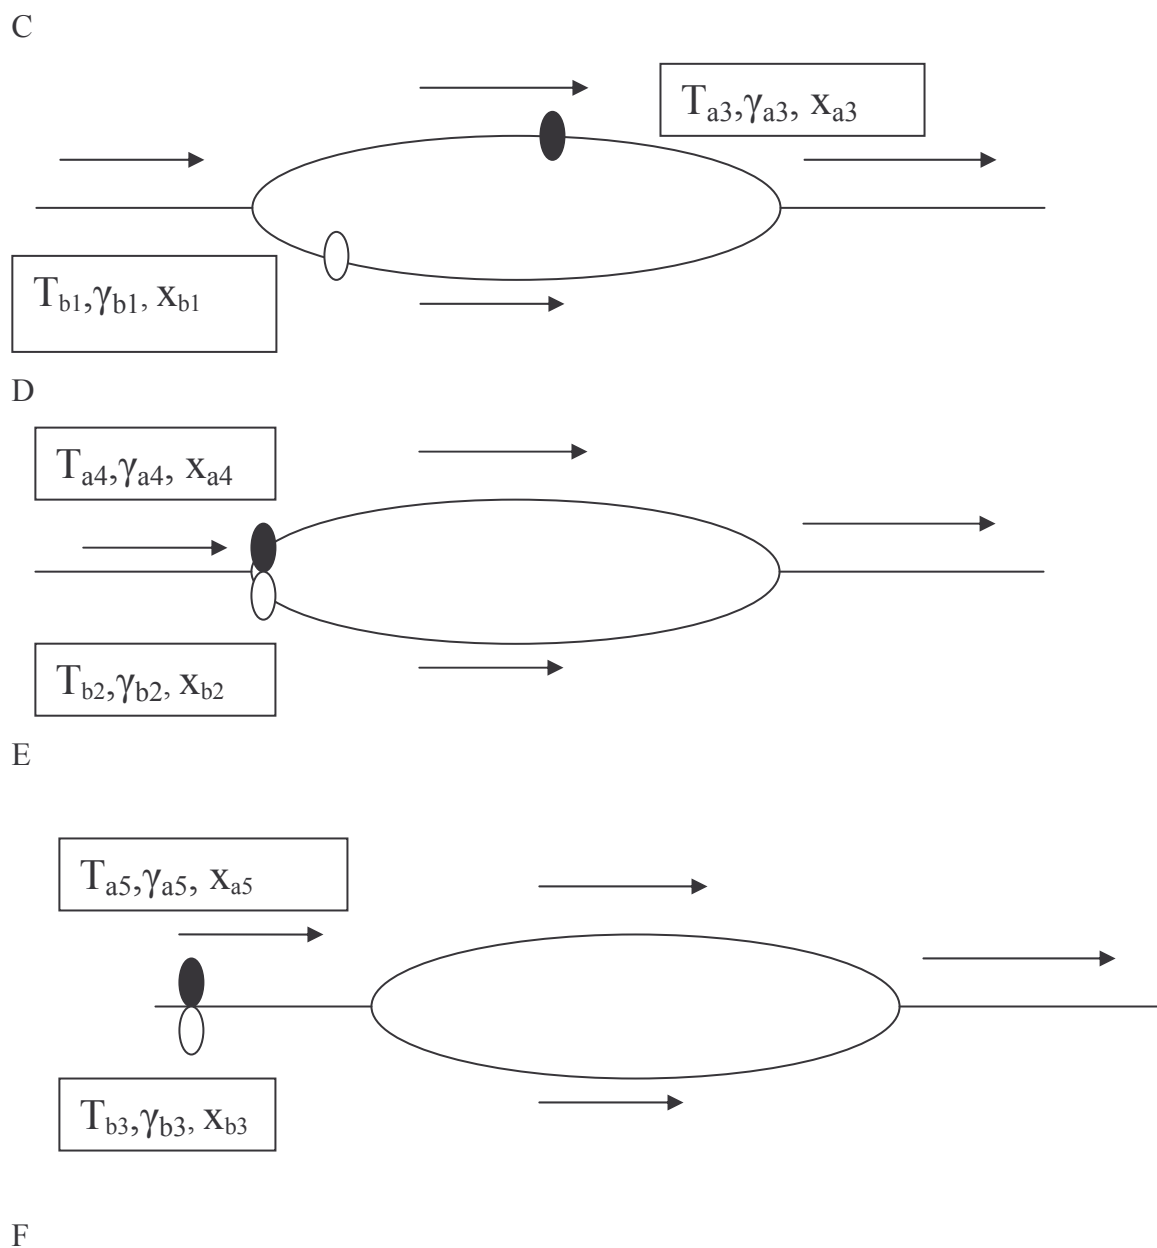 C
Ta3,γa3, xa3
Tb1,γb1, xb1
D
Ta4,γa4, xa4
Tb2,γb2, xb2
E
Ta5,γa5, xa5
Tb3,γb3, xb3
F